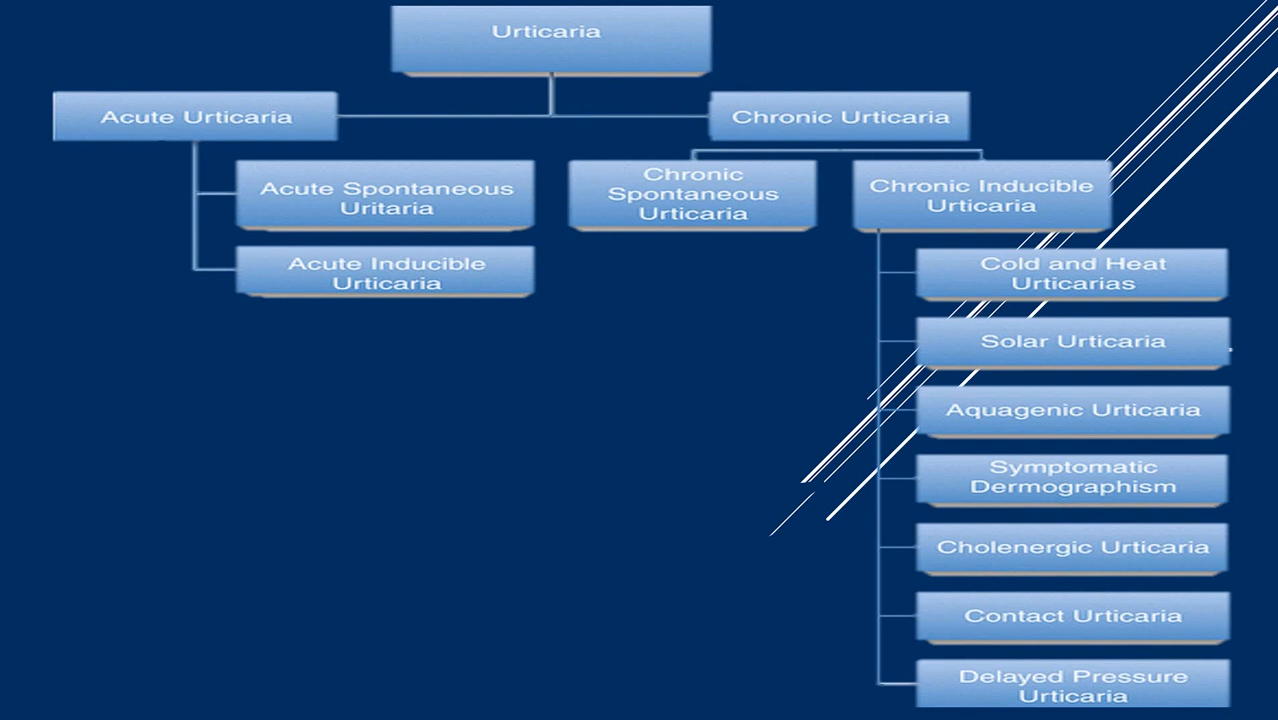 Urticaria
Acute Urticaria
Chronic Urticaria
Acute Spontaneous
Uritaria
Acute Inducible
Urticaria
Chronic
Spontaneous
Urticaria
Chronic Inducible
Urticaria
Cold and Heat
Urticarias
Solar Urticaria
Aquagenic Urticaria
Symptomatic
Dermographism
Cholenergic Urticaria
Contact Urticaria
Delayed Pressure
Urticaria